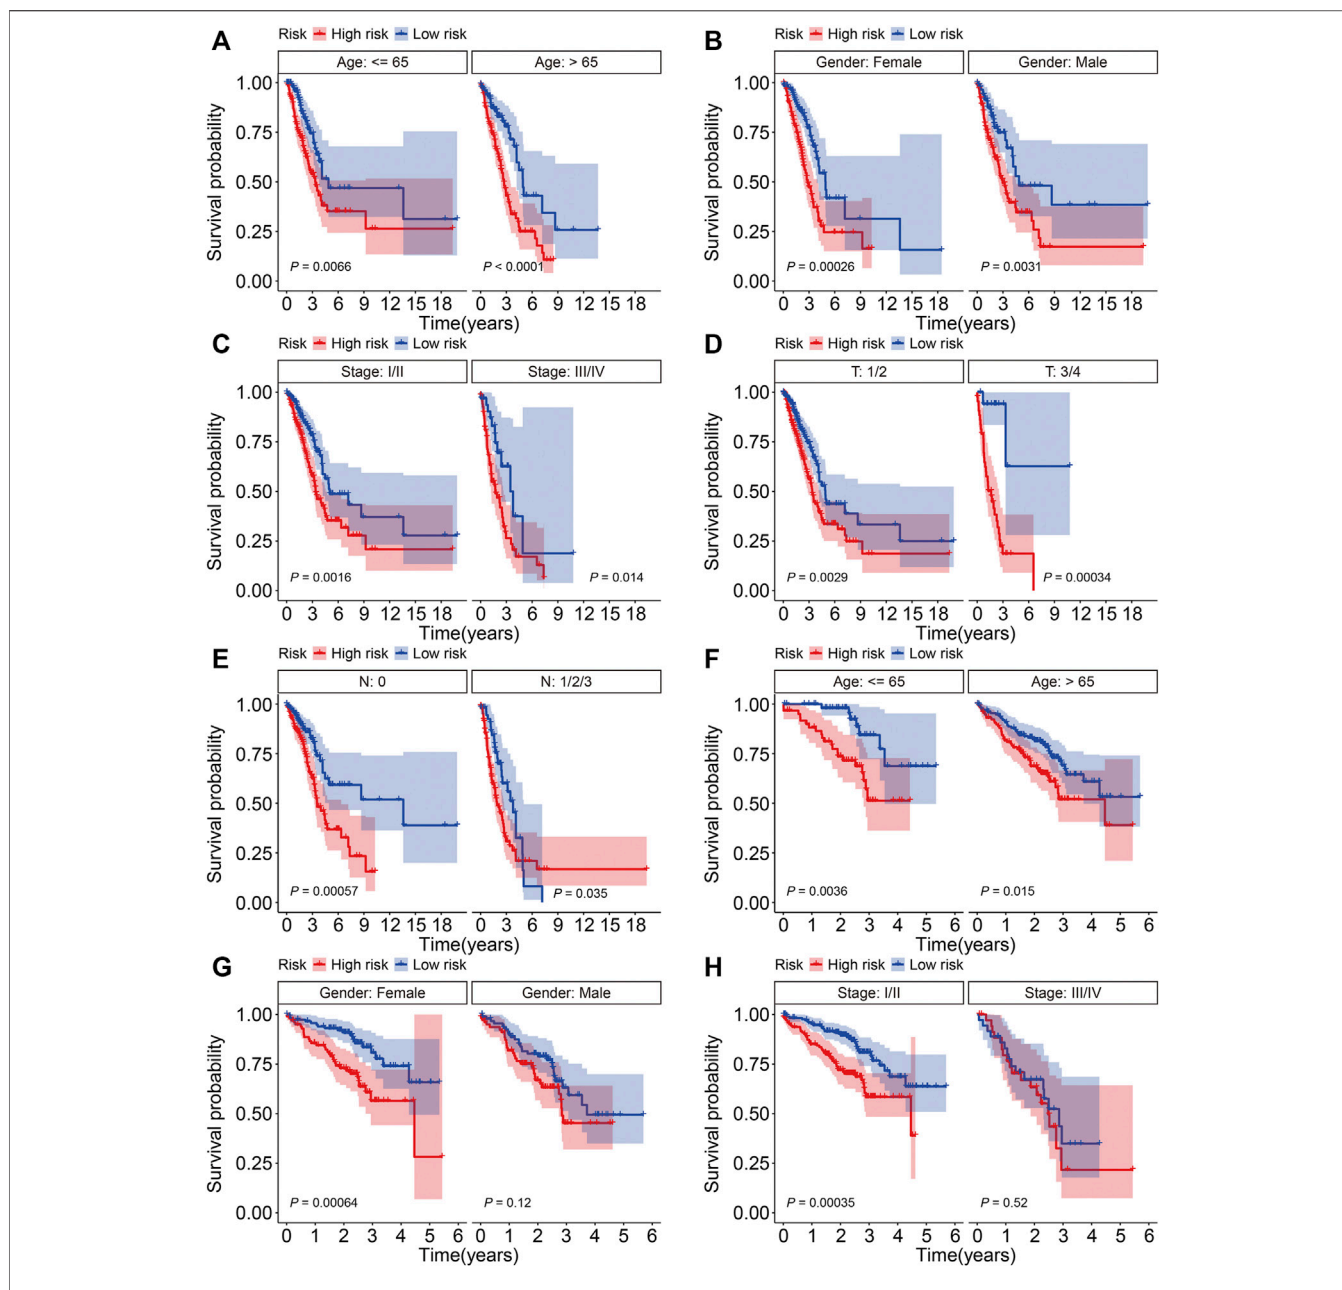 A
Risk High risk Low risk
Age: <= 65 Age: > 65
Survival probability
1.00
0.75
0.50
0.25
0.00
P = 0.0066 P < 0.0001
0 3 6 9 12 15 18 0 3 6 9 12 15 18
Time(years)
B
Risk High risk Low risk
Gender: Female Gender: Male
Survival probability
1.00
0.75
0.50
0.25
0.00
P = 0.00026 P = 0.0031
0 3 6 9 12 15 18 0 3 6 9 12 15 18
Time(years)
C
Risk High risk Low risk
Stage: I/II Stage: III/IV
Survival probability
1.00
0.75
0.50
0.25
0.00
P = 0.0016 P = 0.014
0 3 6 9 12 15 18 0 3 6 9 12 15 18
Time(years)
D
Risk High risk Low risk
T: 1/2 T: 3/4
Survival probability
1.00
0.75
0.50
0.25
0.00
P = 0.0029 P = 0.00034
0 3 6 9 12 15 18 0 3 6 9 12 15 18
Time(years)
E
Risk High risk Low risk
N: 0 N: 1/2/3
Survival probability
1.00
0.75
0.50
0.25
0.00
P = 0.00057 P = 0.035
0 3 6 9 12 15 18 0 3 6 9 12 15 18
Time(years)
F
Risk High risk Low risk
Age: <= 65 Age: > 65
Survival probability
1.00
0.75
0.50
0.25
0.00
P = 0.0036 P = 0.015
0 1 2 3 4 5 6 0 1 2 3 4 5 6
Time(years)
G
Risk High risk Low risk
Gender: Female Gender: Male
Survival probability
1.00
0.75
0.50
0.25
0.00
P = 0.00064 P = 0.12
0 1 2 3 4 5 6 0 1 2 3 4 5 6
Time(years)
H
Risk High risk Low risk
Stage: I/II Stage: III/IV
Survival probability
1.00
0.75
0.50
0.25
0.00
P = 0.00035 P = 0.52
0 1 2 3 4 5 6 0 1 2 3 4 5 6
Time(years)